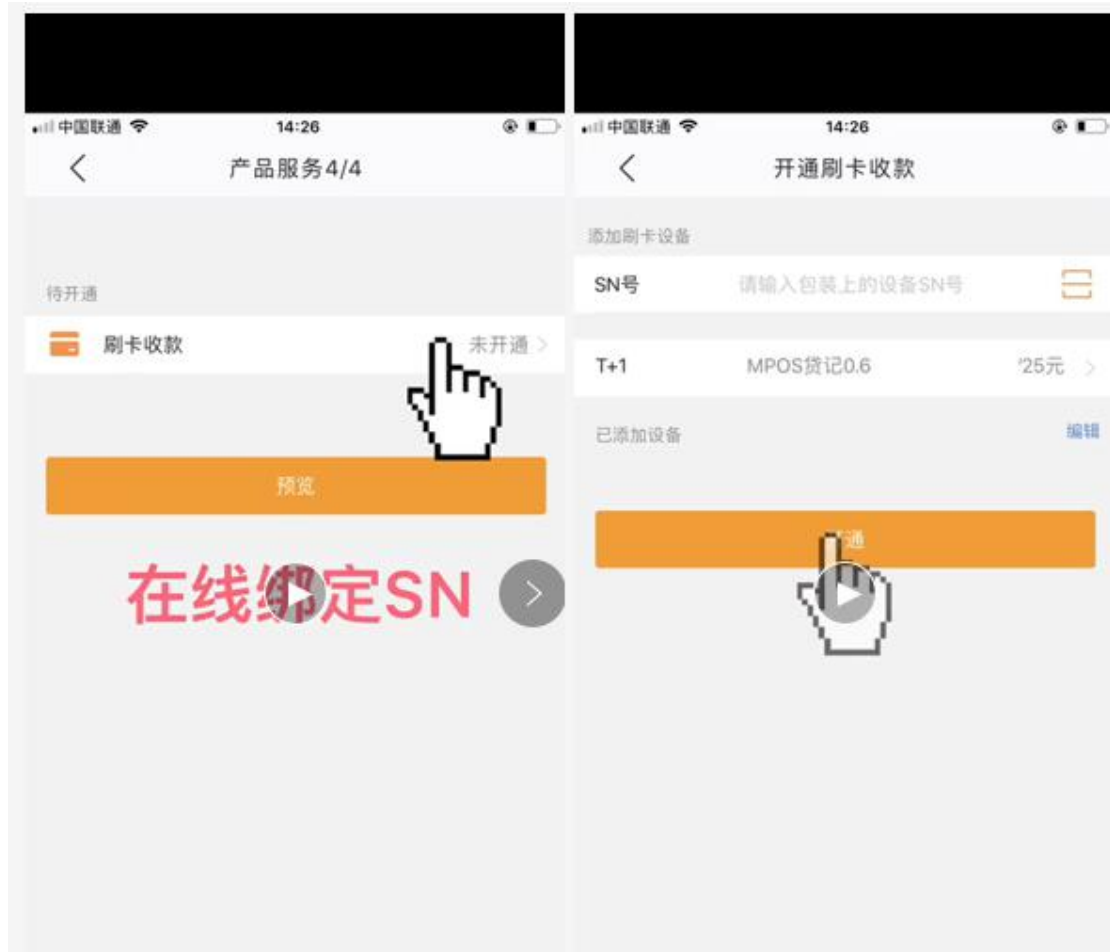 中国联通 14:26
产品服务4/4
待开通
刷卡收款 未开通
预览
在线绑定SN
中国联通 14:26
开通刷卡收款
添加刷卡设备
SN号 请输入包装上的设备SN号
T+1 MPOS贷记0.6 25元
已添加设备 编辑
通